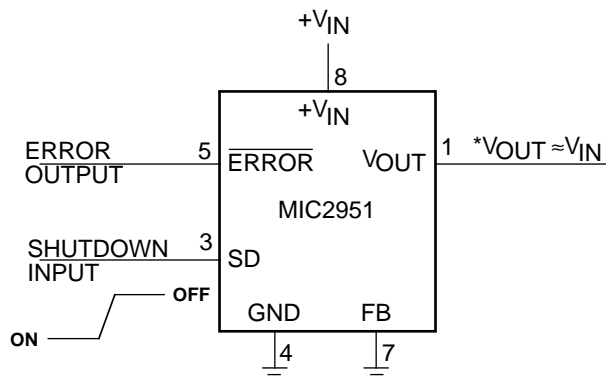 +VIN
8
+VIN
ERROR
OUTPUT
5
ERROR
VOUT
1
*VOUT ≈VIN
MIC2951
SHUTDOWN
INPUT
3
SD
OFF
ON
GND
FB
4
7